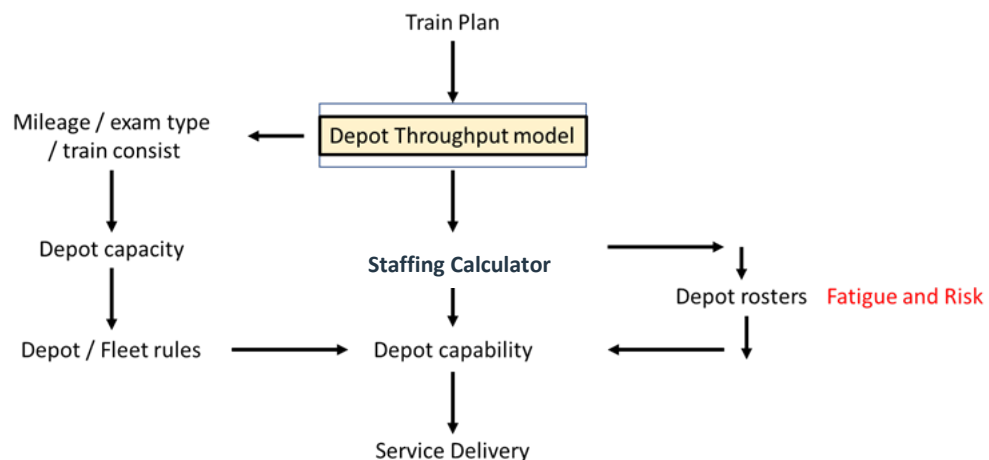 Train Plan
Mileage / exam type
/ train consist
Depot Throughput model
Depot capacity
Staffing Calculator
Depot rosters
Fatigue and Risk
Depot / Fleet rules
Depot capability
Service Delivery